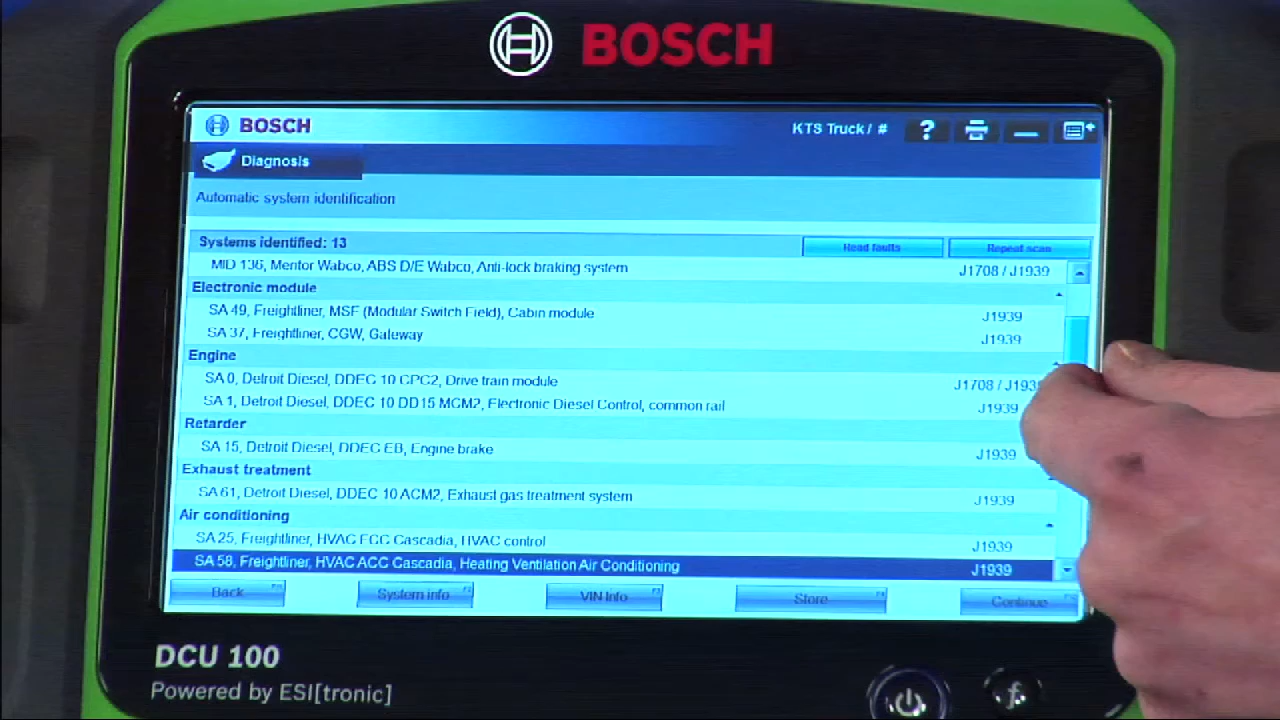 BOSCH
BOSCH
KTS Truck / #
?
Diagnosis
Automatic system identification
Systems identified: 13
Read faults
Repeat scan
MID 136, Meritor Wabco, ABS D/E Wabco, Anti-lock braking system J1708 / J1939
Electronic module
SA 49, Freightliner, MSF (Modular Switch Field), Cabin module J1939
SA 37, Freightliner, CGW, Gateway J1939
Engine
SA 0, Detroit Diesel, DDEC 10 CPC2, Drive train module J1708 / J1939
SA 1, Detroit Diesel, DDEC 10 DD15 MCM2, Electronic Diesel Control, common rail J1939
Retarder
SA 15, Detroit Diesel, DDEC EB, Engine brake J1939
Exhaust treatment
SA 61, Detroit Diesel, DDEC 10 ACM2, Exhaust gas treatment system J1939
Air conditioning
SA 25, Freightliner, HVAC FCC Cascadia, HVAC control J1939
SA 58, Freightliner, HVAC ACC Cascadia, Heating Ventilation Air Conditioning J1939
Back
System info
VIN Info
Store
Continue
DCU 100
Powered by ESI[tronic]